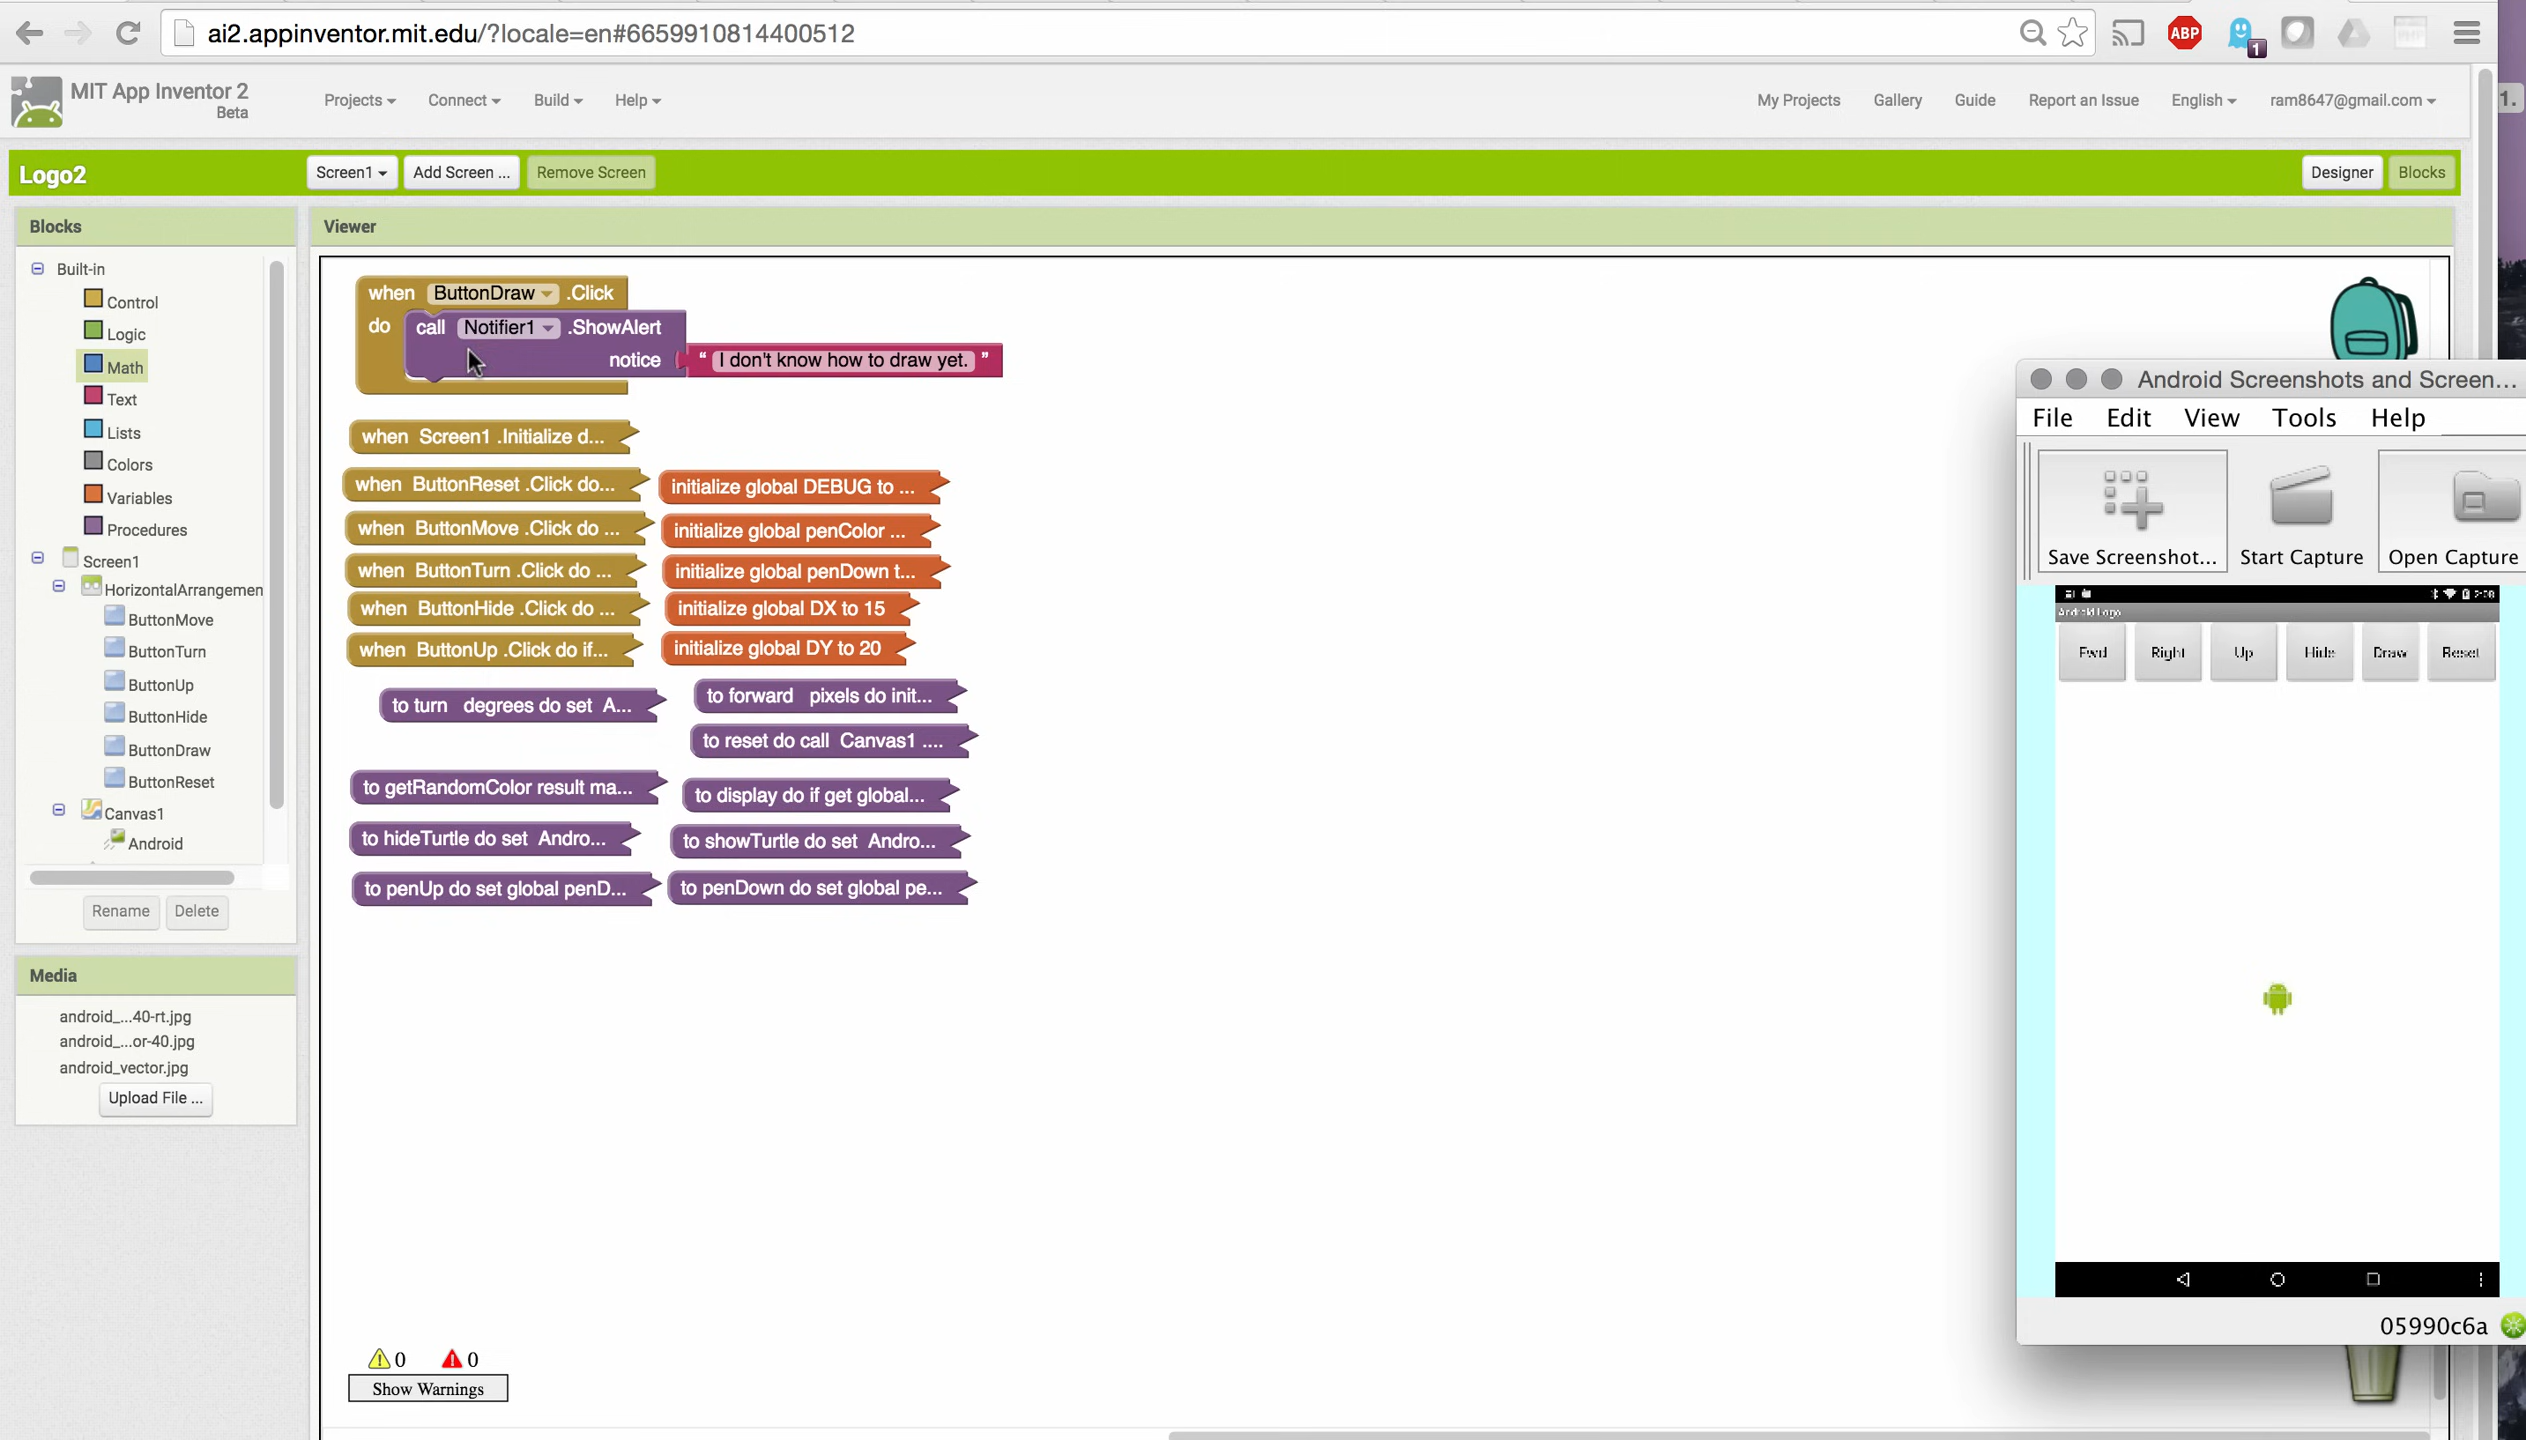 ai2.appinventor.mit.edu/?locale=en#6659910814400512
ABP
1
MIT App Inventor 2
Beta
Projects
Connect
Build
Help
My Projects
Gallery
Guide
Report an Issue
English
ram8647@gmail.com
1.
Logo2
Screen1
Add Screen ...
Remove Screen
Designer
Blocks
Blocks
Built-in
Control
Logic
Math
Text
Lists
Colors
Variables
Procedures
Screen1
HorizontalArrangemen
ButtonMove
ButtonTurn
ButtonUp
ButtonHide
ButtonDraw
ButtonReset
Canvas1
Android
Rename
Delete
Media
android_...40-rt.jpg
android_...or-40.jpg
android_vector.jpg
Upload File ...
Viewer
when ButtonDraw .Click
do call Notifier1 .ShowAlert
notice “ I don't know how to draw yet. ”
when Screen1 .Initialize d...
when ButtonReset .Click do...
initialize global DEBUG to ...
when ButtonMove .Click do ...
initialize global penColor ...
when ButtonTurn .Click do ...
initialize global penDown t...
when ButtonHide .Click do ...
initialize global DX to 15
when ButtonUp .Click do if...
initialize global DY to 20
to turn degrees do set A...
to forward pixels do init...
to reset do call Canvas1 ....
to getRandomColor result ma...
to display do if get global...
to hideTurtle do set Andro...
to showTurtle do set Andro...
to penUp do set global penD...
to penDown do set global pe...
0
0
Show Warnings
Android Screenshots and Screen...
File
Edit
View
Tools
Help
Save Screenshot...
Start Capture
Open Capture
2:08
Android Logo
Fwd
Right
Up
Hide
Draw
Reset
05990c6a